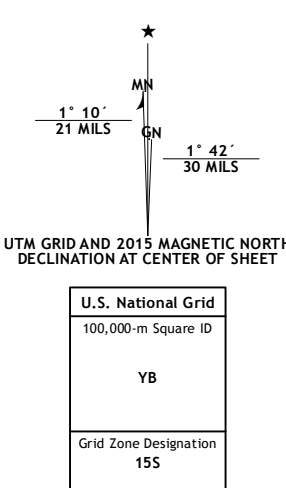 ★
MN
1° 10´
21 MILS
GN
1° 42´
30 MILS
UTM GRID AND 2015 MAGNETIC NORTH
DECLINATION AT CENTER OF SHEET
U.S. National Grid
100,000-m Square ID
YB
Grid Zone Designation
15S